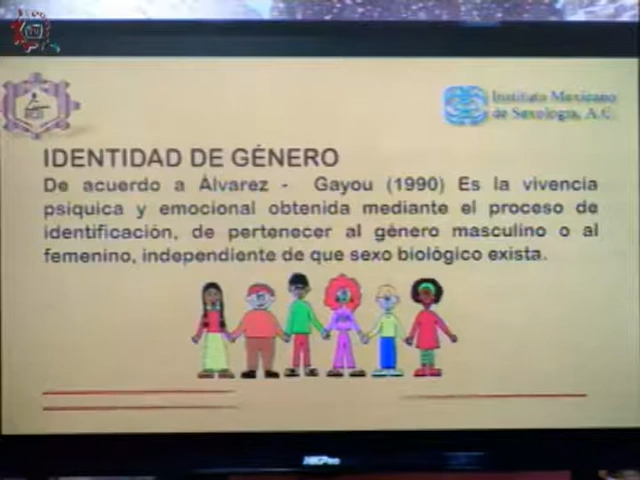 Instituto Mexicano
de Sexología, A.C.
IDENTIDAD DE GÉNERO
De acuerdo a Álvarez - Gayou (1990) Es la vivencia
psiquica y emocional obtenida mediante el proceso de
identificación, de pertenecer al género masculino o al
femenino, independiente de que sexo biológico exista.